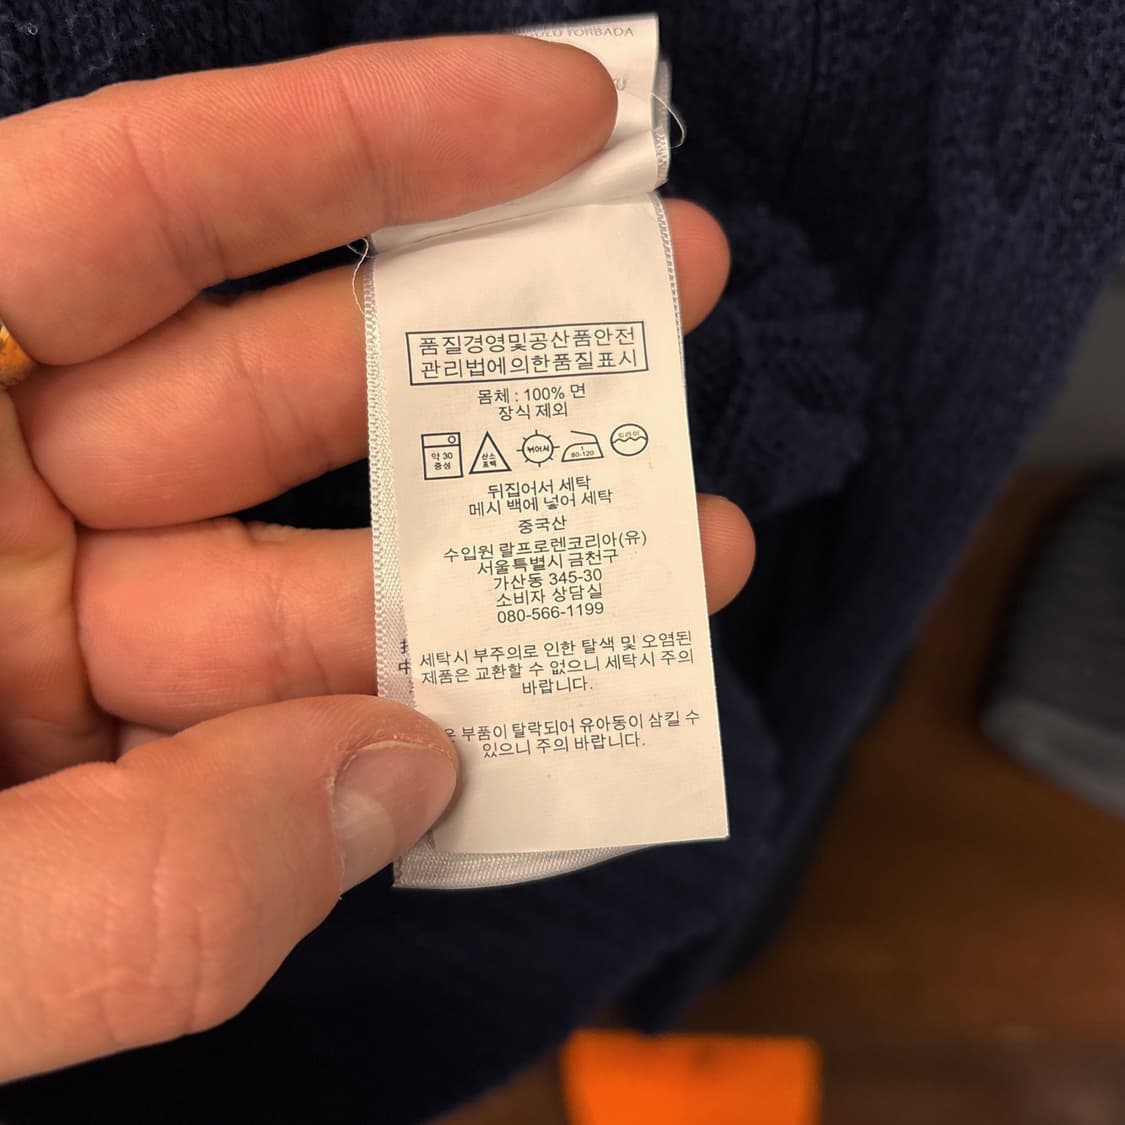 TORBADA
품질경영및공산품안전
관리법에의한품질표시
몸체 : 100% 면
장식 제외
약 30
중성
산소
표백
뉘어서
1
80-120
드라이
뒤집어서 세탁
메시 백에 넣어 세탁
중국산
수입원 랄프로렌코리아(유)
서울특별시 금천구
가산동 345-30
소비자 상담실
080-566-1199
세탁시 부주의로 인한 탈색 및 오염된
제품은 교환할 수 없으니 세탁시 주의
바랍니다.
부품이 탈락되어 유아동이 삼킬 수
있으니 주의 바랍니다.